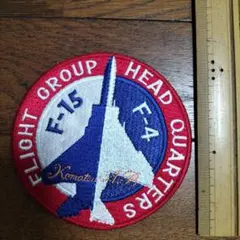 FLIGHT GROUP HEAD QUARTERS
F-15
F-4
Komatsu